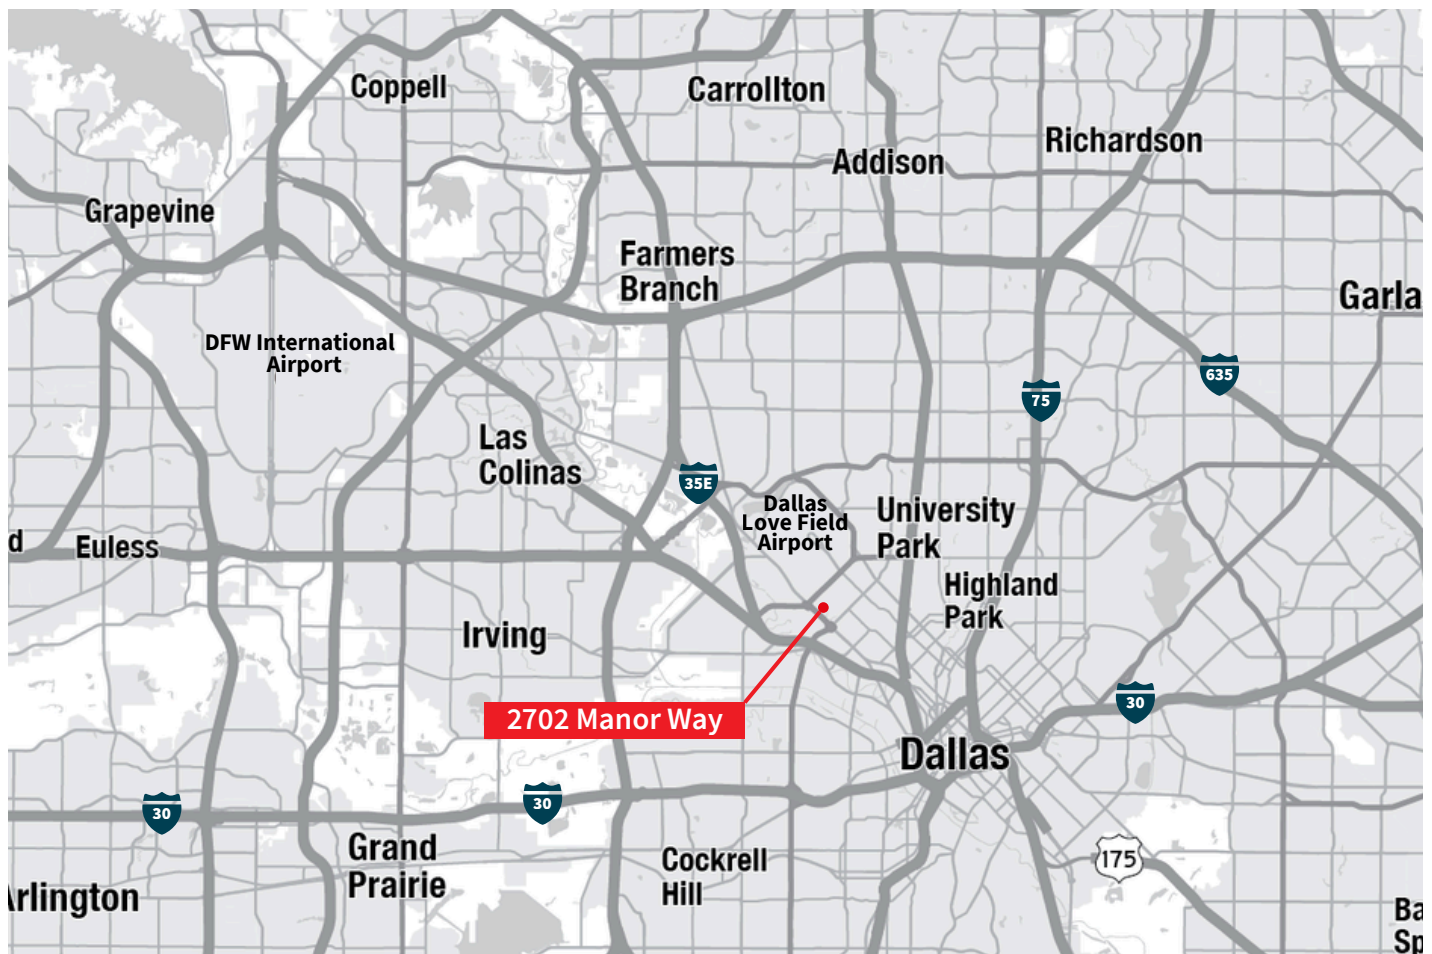 Coppell
Carrollton
Richardson
Addison
Grapevine
Farmers
Branch
Garla
DFW International
Airport
635
75
Las
Colinas
35E
Dallas
Love Field
Airport
University
Park
d
Euless
Highland
Park
Irving
2702 Manor Way
30
Dallas
30
30
Grand
Prairie
Cockrell
Hill
175
Arlington
Ba
Sp